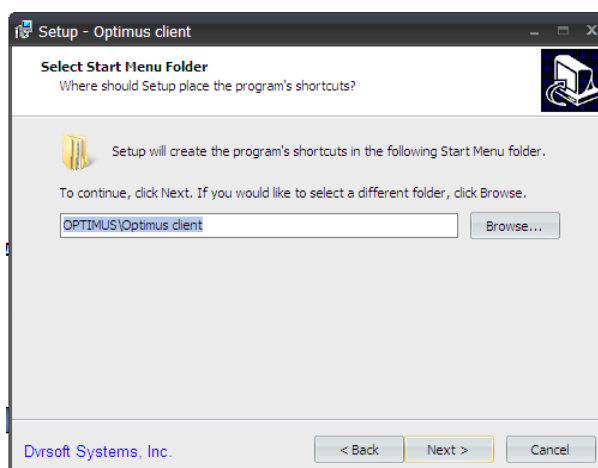 Setup - Optimus client
Select Start Menu Folder
Where should Setup place the program's shortcuts?
Setup will create the program's shortcuts in the following Start Menu folder.
To continue, click Next. If you would like to select a different folder, click Browse.
OPTIMUS\Optimus client
Browse...
Dvrsoft Systems, Inc.
< Back
Next >
Cancel